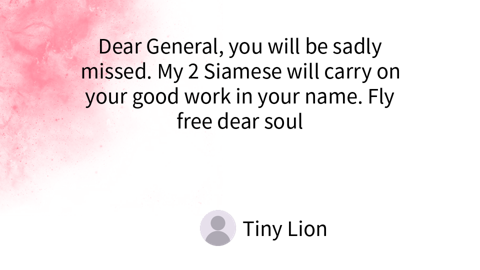 Dear General, you will be sadly
missed. My 2 Siamese will carry on
your good work in your name. Fly
free dear soul
Tiny Lion